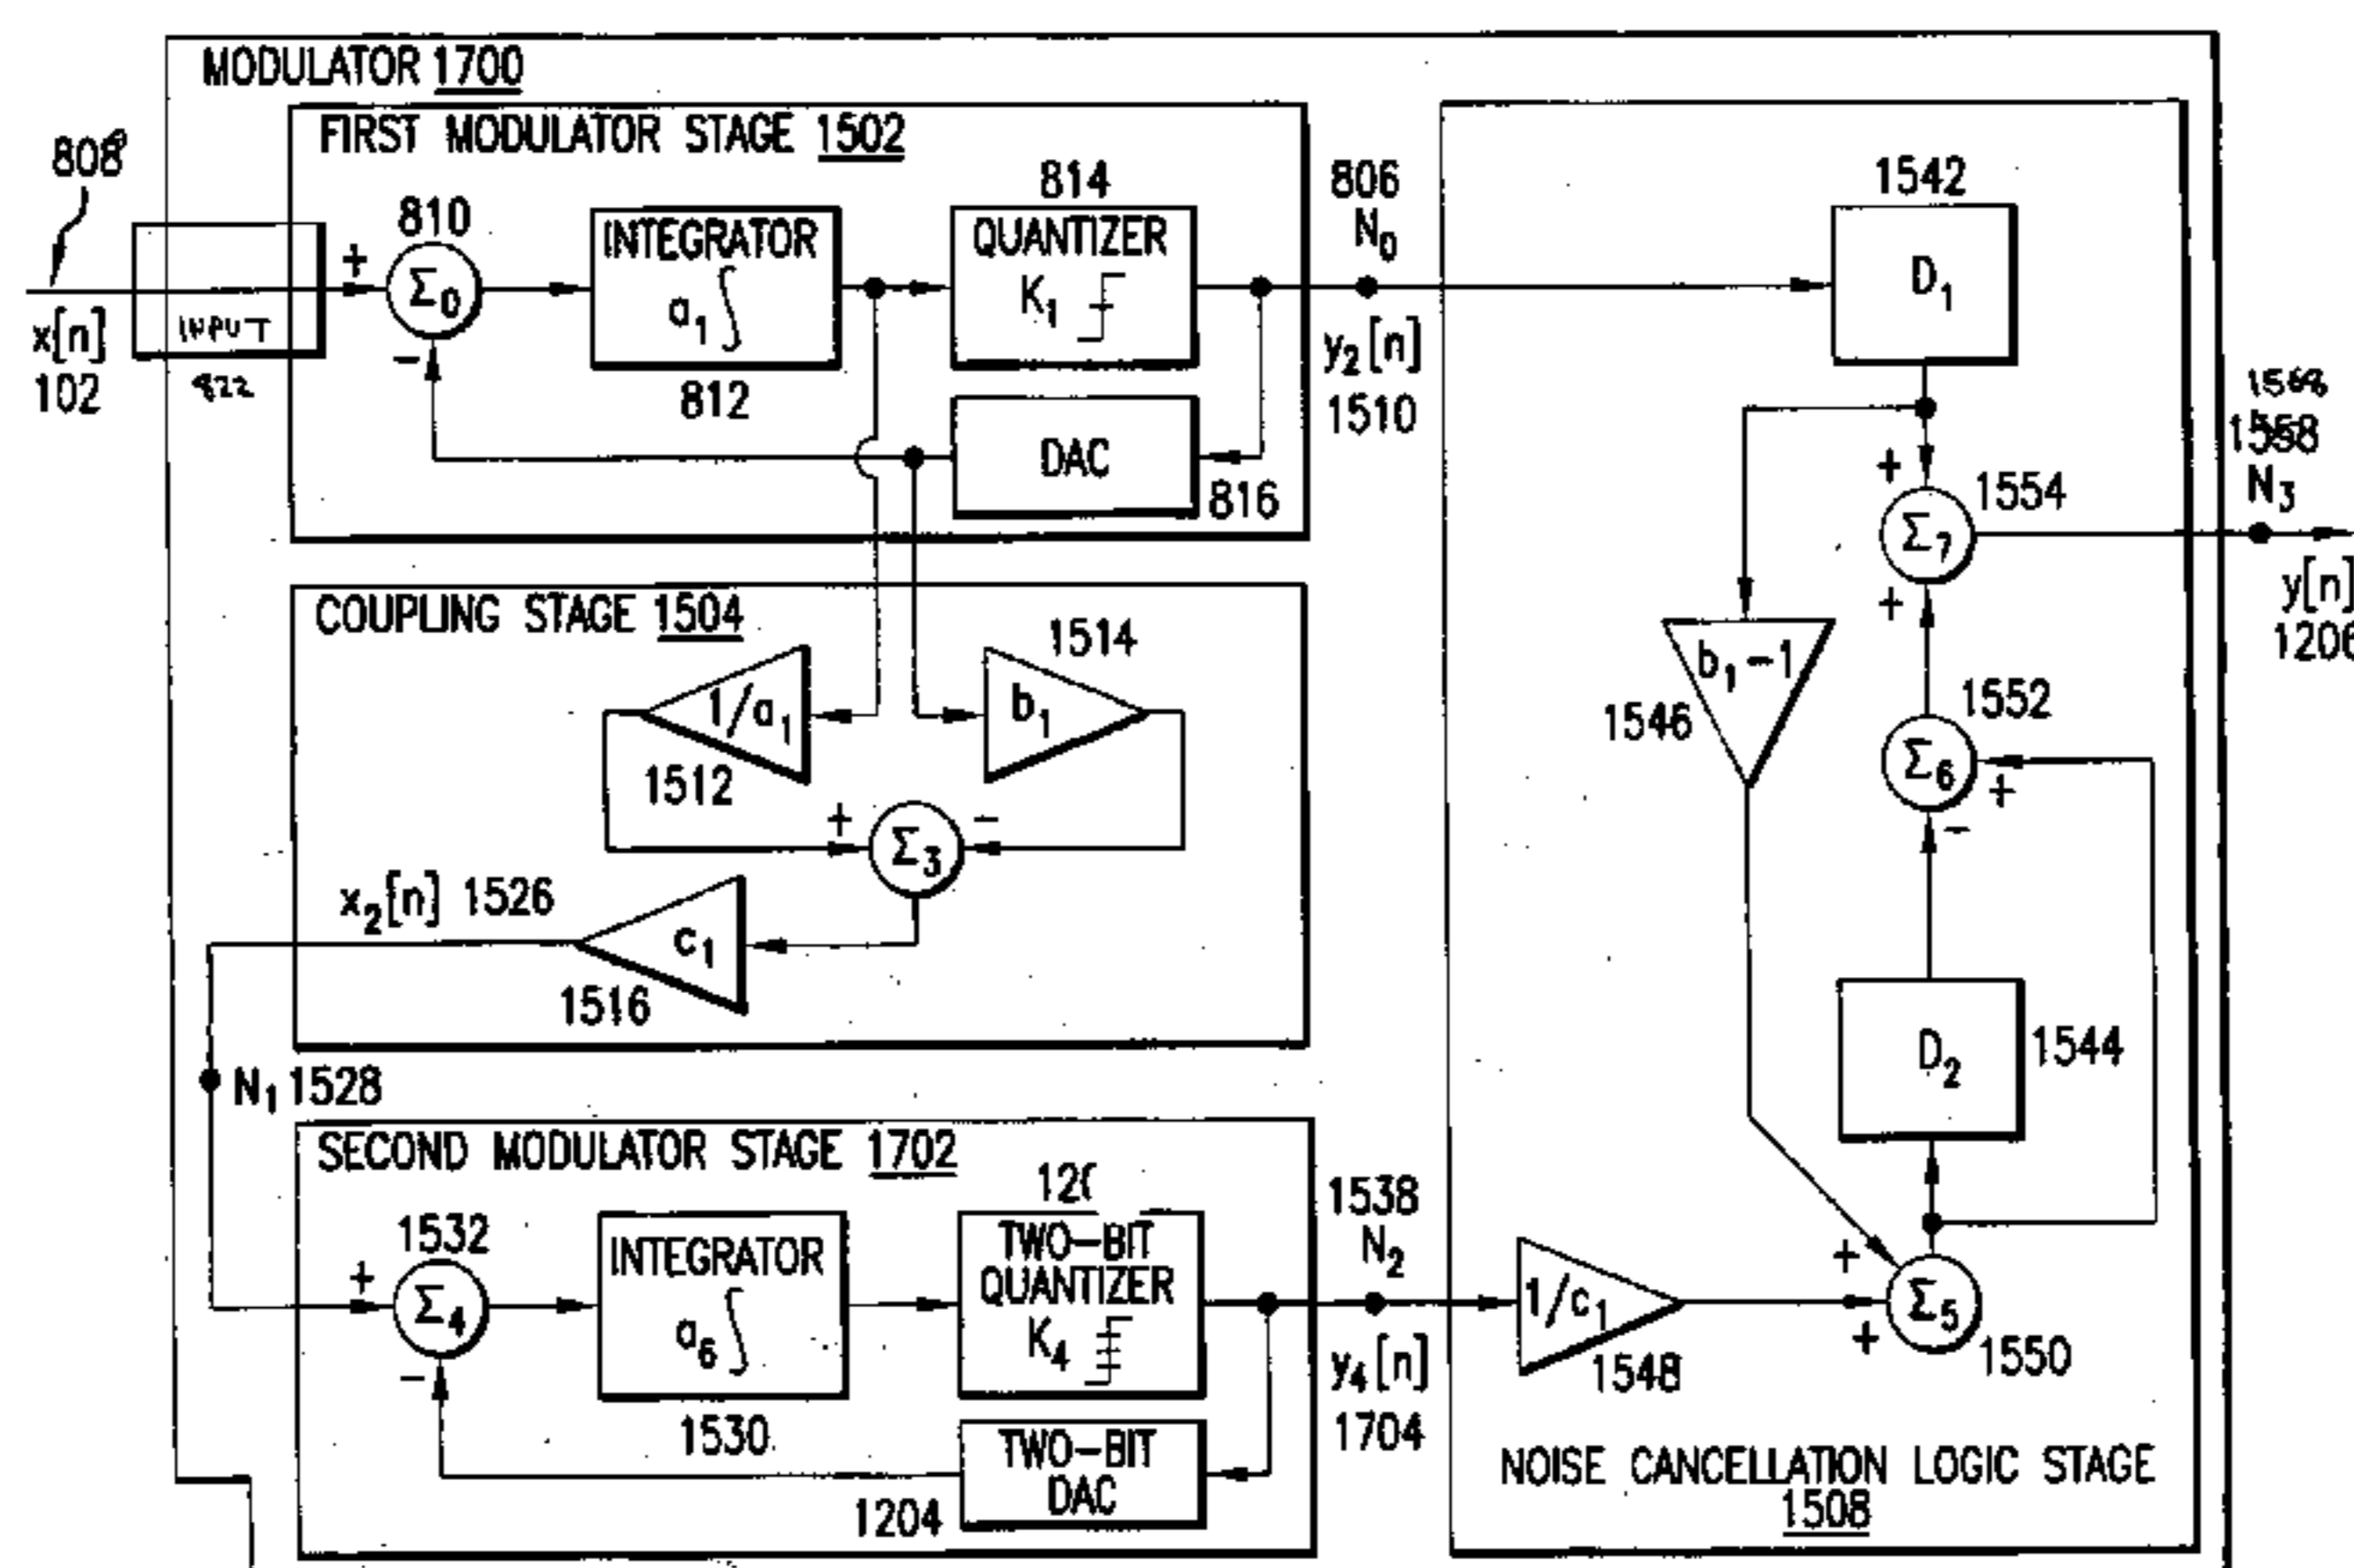 MODULATOR 1700
FIRST MODULATOR STAGE 1502
808
810
+
Σ0
-
INTEGRATOR
a1∫
812
814
QUANTIZER
K1
806
N0
y2[n]
1510
x[n]
102
INPUT
822
DAC
816
COUPLING STAGE 1504
1/a1
1512
1514
b1
+
Σ3
-
x2[n] 1526
c1
1516
N1 1528
SECOND MODULATOR STAGE 1702
1532
+
Σ4
-
INTEGRATOR
a6∫
1530
TWO-BIT
QUANTIZER
K4
TWO-BIT
DAC
1204
1538
N2
y4[n]
1704
1542
D1
+
Σ7
1554
+
N3
y[n]
1206
b1-1
1546
1552
Σ6
+
-
D2
1544
1/c1
1548
+
+
Σ5
1550
NOISE CANCELLATION LOGIC STAGE
1508